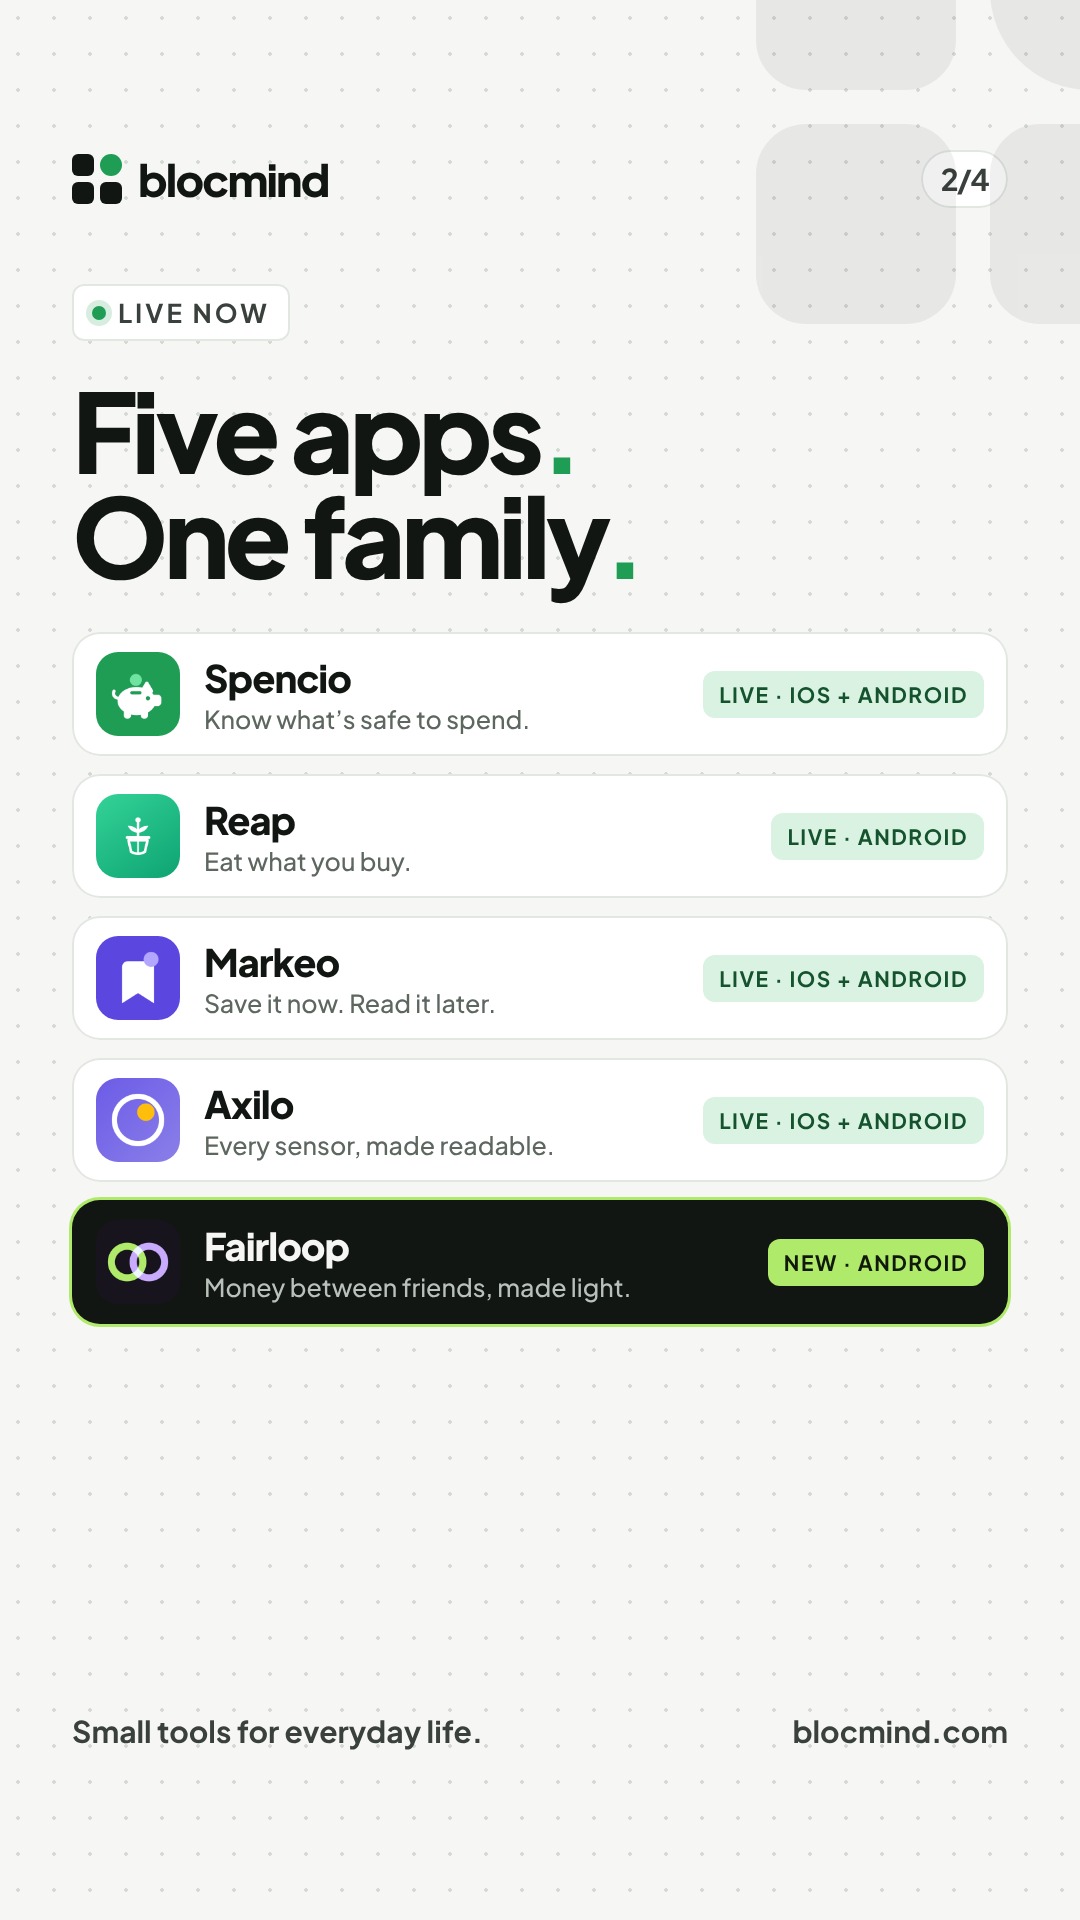 blocmind
2/4
LIVE NOW
Five apps.
One family.
Spencio
Know what’s safe to spend.
LIVE · IOS + ANDROID
Reap
Eat what you buy.
LIVE · ANDROID
Markeo
Save it now. Read it later.
LIVE · IOS + ANDROID
Axilo
Every sensor, made readable.
LIVE · IOS + ANDROID
Fairloop
Money between friends, made light.
NEW · ANDROID
Small tools for everyday life.
blocmind.com